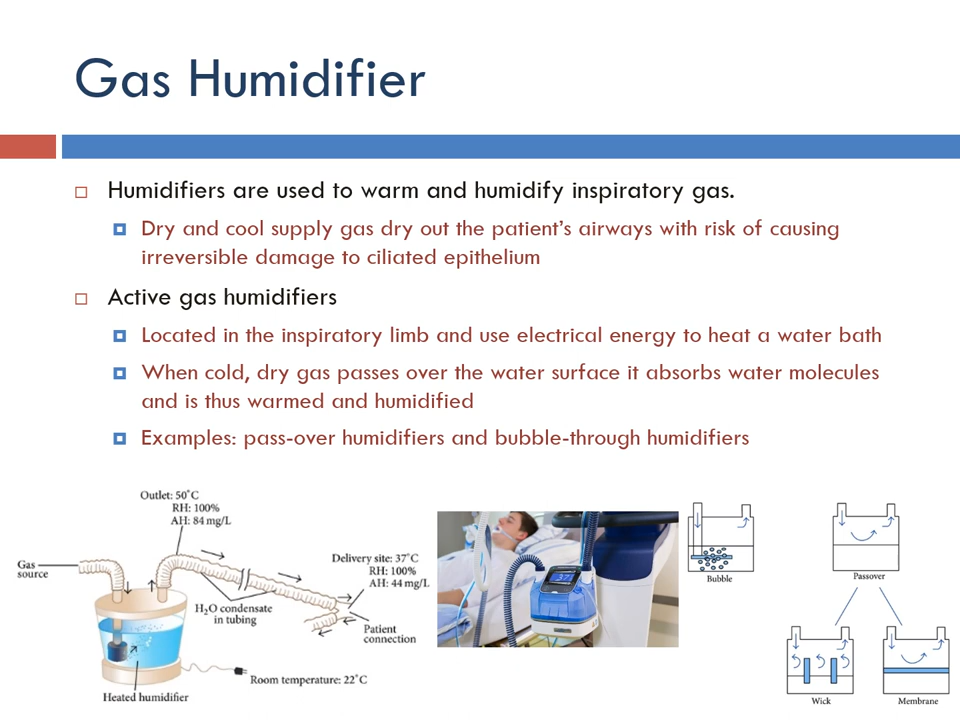 Gas Humidifier
Humidifiers are used to warm and humidify inspiratory gas.
Dry and cool supply gas dry out the patient's airways with risk of causing
irreversible damage to ciliated epithelium
Active gas humidifiers
Located in the inspiratory limb and use electrical energy to heat a water bath
When cold, dry gas passes over the water surface it absorbs water molecules
and is thus warmed and humidified
Examples: pass-over humidifiers and bubble-through humidifiers
Outlet: 50˚C
RH: 100%
AH: 84 mg/L
Gas
source
Delivery site: 37˚C
RH: 100%
AH: 44 mg/L
H₂O condensate
in tubing
Patient
connection
Room temperature: 22˚C
Heated humidifier
37
Bubble
Passover
Wick
Membrane